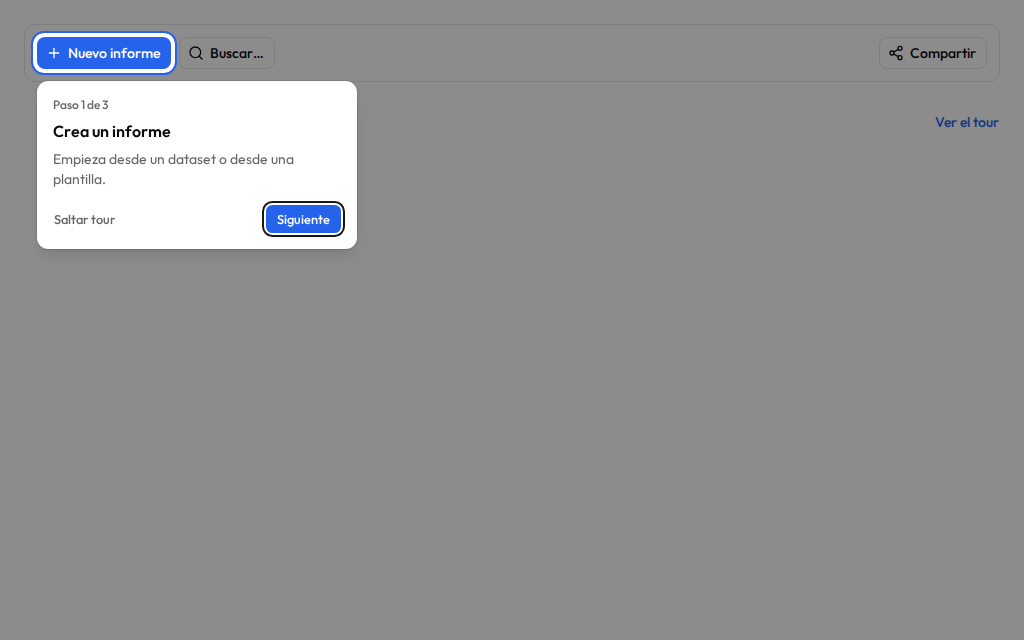 Nuevo informe
Buscar...
Compartir
Paso 1 de 3
Crea un informe
Ver el tour
Empieza desde un dataset o desde una
plantilla.
Saltar tour
Siguiente